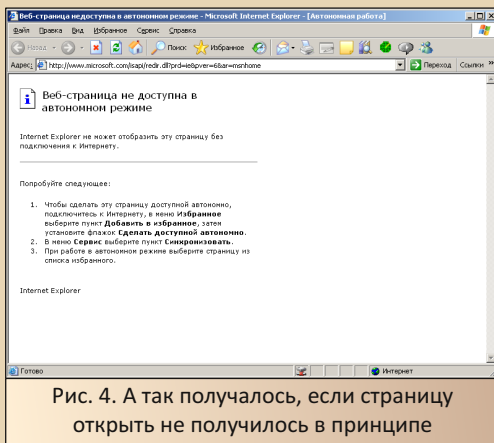 Веб-страница недоступна в автономном режиме - Microsoft Internet Explorer - [Автономная работа]
Файл Правка Вид Избранное Сервис Справка
Назад Поиск Избранное
Адрес: http://www.microsoft.com/isapi/redir.dll?prd=ie&pver=6&ar=msnhome Переход Ссылки »
Веб-страница не доступна в
автономном режиме
Internet Explorer не может отобразить эту страницу без
подключения к Интернету.
Попробуйте следующее:
1. Чтобы сделать эту страницу доступной автономно,
подключитесь к Интернету, в меню Избранное
выберите пункт Добавить в избранное, затем
установите флажок Сделать доступной автономно.
2. В меню Сервис выберите пункт Синхронизовать.
3. При работе в автономном режиме выберите страницу из
списка избранного.
Internet Explorer
Готово Интернет
Рис. 4. А так получалось, если страницу
открыть не получилось в принципе